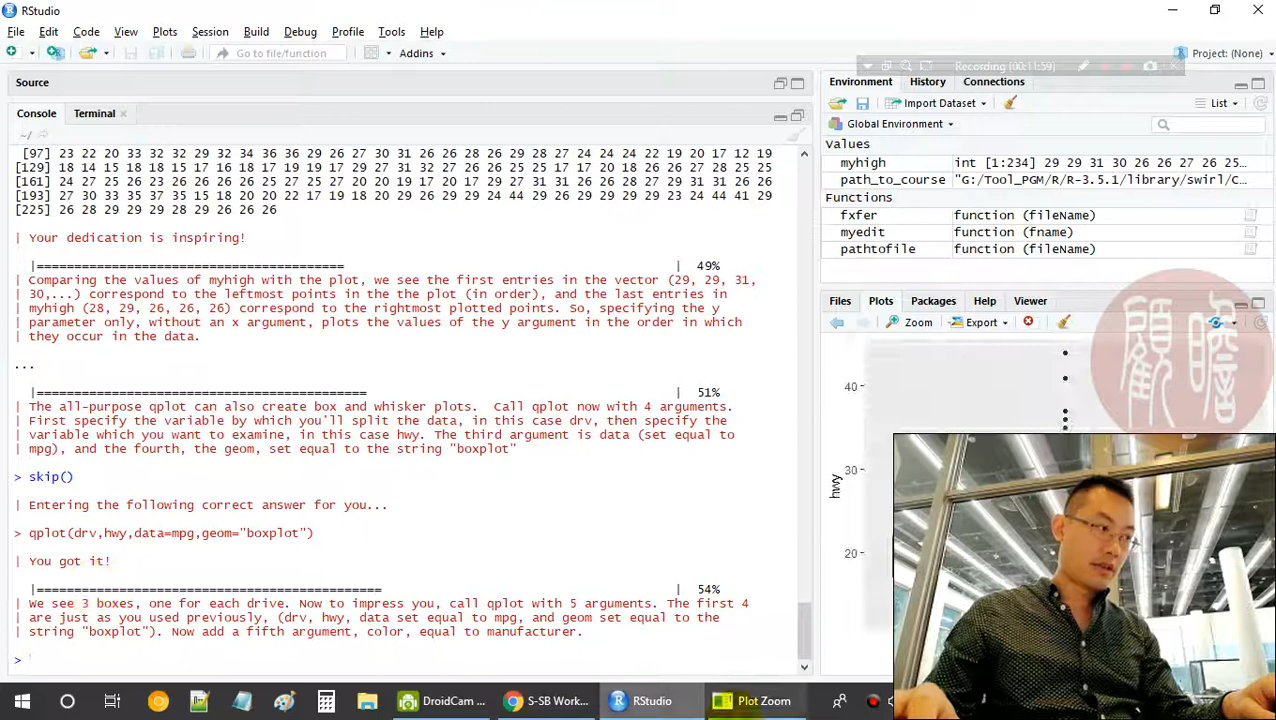 RStudio
File Edit Code View Plots Session Build Debug Profile Tools Help
Go to file/function
Addins
Project: (None)
Recording (00:11:59)
Source
Console Terminal
~/
[97] 23 22 20 33 32 32 29 32 34 36 36 29 26 27 30 31 26 26 28 26 29 28 27 24 24 24 22 19 20 17 12 19
[129] 18 14 15 18 18 15 17 16 18 17 19 19 17 29 27 31 32 27 26 26 25 25 17 17 20 18 26 26 27 28 25 25
[161] 24 27 25 26 23 26 26 26 26 25 27 25 27 20 20 19 17 20 17 29 27 31 31 26 26 28 27 29 31 31 26 26
[193] 27 30 33 35 37 35 15 18 20 20 22 17 19 18 20 29 26 29 29 24 44 29 26 29 29 29 29 23 24 44 41 29
[225] 26 28 29 29 29 28 29 26 26 26
| Your dedication is inspiring!
|========================================= | 49%
| Comparing the values of myhigh with the plot, we see the first entries in the vector (29, 29, 31,
| 30,...) correspond to the leftmost points in the the plot (in order), and the last entries in
| myhigh (28, 29, 26, 26, 26) correspond to the rightmost plotted points. So, specifying the y
| parameter only, without an x argument, plots the values of the y argument in the order in which
| they occur in the data.
...
|============================================ | 51%
| The all-purpose qplot can also create box and whisker plots. Call qplot now with 4 arguments.
| First specify the variable by which you'll split the data, in this case drv, then specify the
| variable which you want to examine, in this case hwy. The third argument is data (set equal to
| mpg), and the fourth, the geom, set equal to the string "boxplot"
> skip()
| Entering the following correct answer for you...
> qplot(drv,hwy,data=mpg,geom="boxplot")
| You got it!
|============================================== | 54%
| We see 3 boxes, one for each drive. Now to impress you, call qplot with 5 arguments. The first 4
| are just as you used previously, (drv, hwy, data set equal to mpg, and geom set equal to the
| string "boxplot"). Now add a fifth argument, color, equal to manufacturer.
>
Environment History Connections
Import Dataset List
Global Environment
Values
myhigh int [1:234] 29 29 31 30 26 26 27 26 25...
path_to_course "G:/Tool_PGM/R/R-3.5.1/library/swirl/C...
Functions
fxfer function (fileName)
myedit function (fname)
pathtofile function (fileName)
Files Plots Packages Help Viewer
Zoom Export
40
30
20
hwy
DroidCam ...
S-SB Work...
RStudio
Plot Zoom